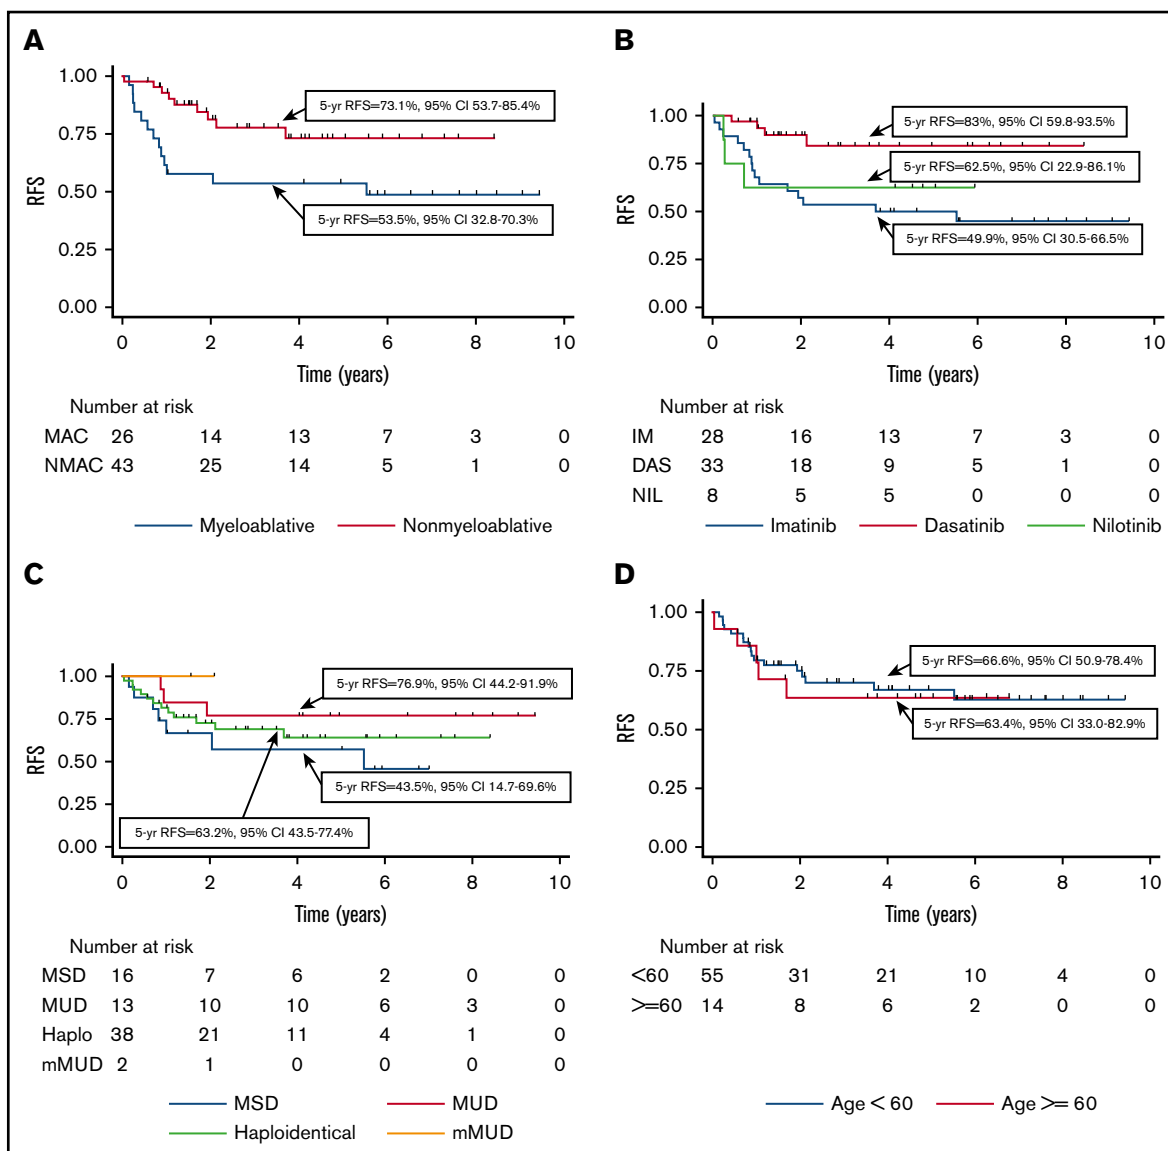 A
1.00
0.75
0.50
0.25
0.00
RFS
5-yr RFS=73.1%, 95% CI 53.7-85.4%
5-yr RFS=53.5%, 95% CI 32.8-70.3%
0 2 4 6 8 10
Time (years)
Number at risk
MAC 26 14 13 7 3 0
NMAC 43 25 14 5 1 0
Myeloablative Nonmyeloablative
B
1.00
0.75
0.50
0.25
0.00
RFS
5-yr RFS=83%, 95% CI 59.8-93.5%
5-yr RFS=62.5%, 95% CI 22.9-86.1%
5-yr RFS=49.9%, 95% CI 30.5-66.5%
0 2 4 6 8 10
Time (years)
Number at risk
IM 28 16 13 7 3 0
DAS 33 18 9 5 1 0
NIL 8 5 5 0 0 0
Imatinib Dasatinib Nilotinib
C
1.00
0.75
0.50
0.25
0.00
RFS
5-yr RFS=76.9%, 95% CI 44.2-91.9%
5-yr RFS=43.5%, 95% CI 14.7-69.6%
5-yr RFS=63.2%, 95% CI 43.5-77.4%
0 2 4 6 8 10
Time (years)
Number at risk
MSD 16 7 6 2 0 0
MUD 13 10 10 6 3 0
Haplo 38 21 11 4 1 0
mMUD 2 1 0 0 0 0
MSD MUD
Haploidentical mMUD
D
1.00
0.75
0.50
0.25
0.00
RFS
5-yr RFS=66.6%, 95% CI 50.9-78.4%
5-yr RFS=63.4%, 95% CI 33.0-82.9%
0 2 4 6 8 10
Time (years)
Number at risk
<60 55 31 21 10 4 0
>=60 14 8 6 2 0 0
Age < 60 Age >= 60